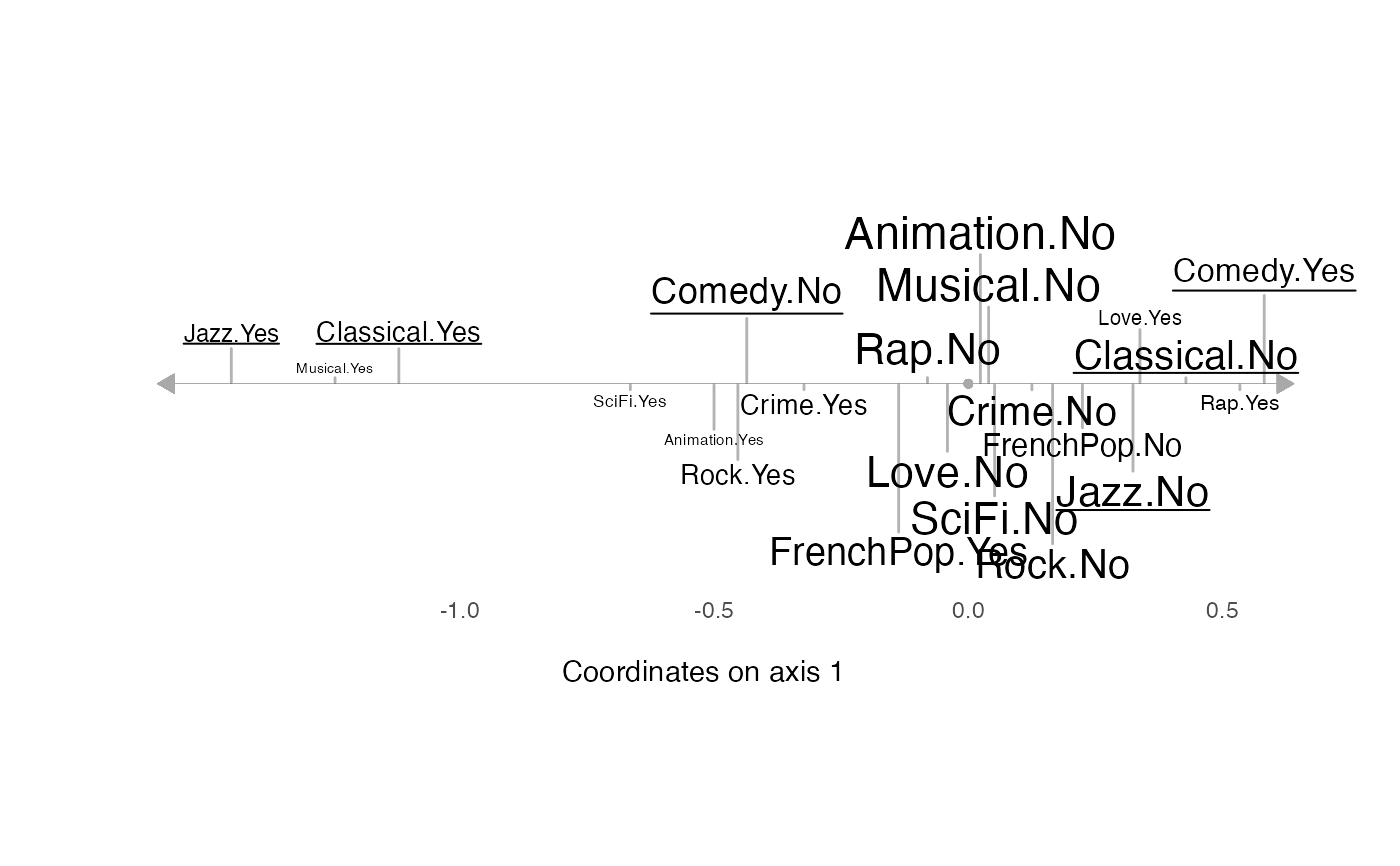 Animation.No
Comedy.Yes
Musical.No
Comedy.No
Love.Yes
Jazz.Yes
Classical.Yes
Rap.No
Classical.No
Musical.Yes
SciFi.Yes
Crime.Yes
Crime.No
Rap.Yes
Animation.Yes
FrenchPop.No
Rock.Yes
Love.No
Jazz.No
SciFi.No
FrenchPop.Yes
Rock.No
-1.0 -0.5 0.0 0.5
Coordinates on axis 1